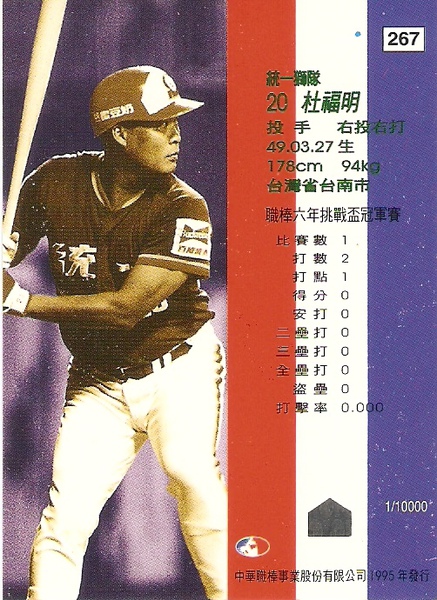 267
統一獅隊
20 杜福明
投手 右投右打
49.03.27生
178cm 94kg
台灣省台南市
職棒六年挑戰盃冠軍賽
比賽數 1
打數 2
打點 1
得分 0
安打 0
二壘打 0
三壘打 0
全壘打 0
盜壘 0
打擊率 0.000
1/10000
中華職棒事業股份有限公司1995年發行